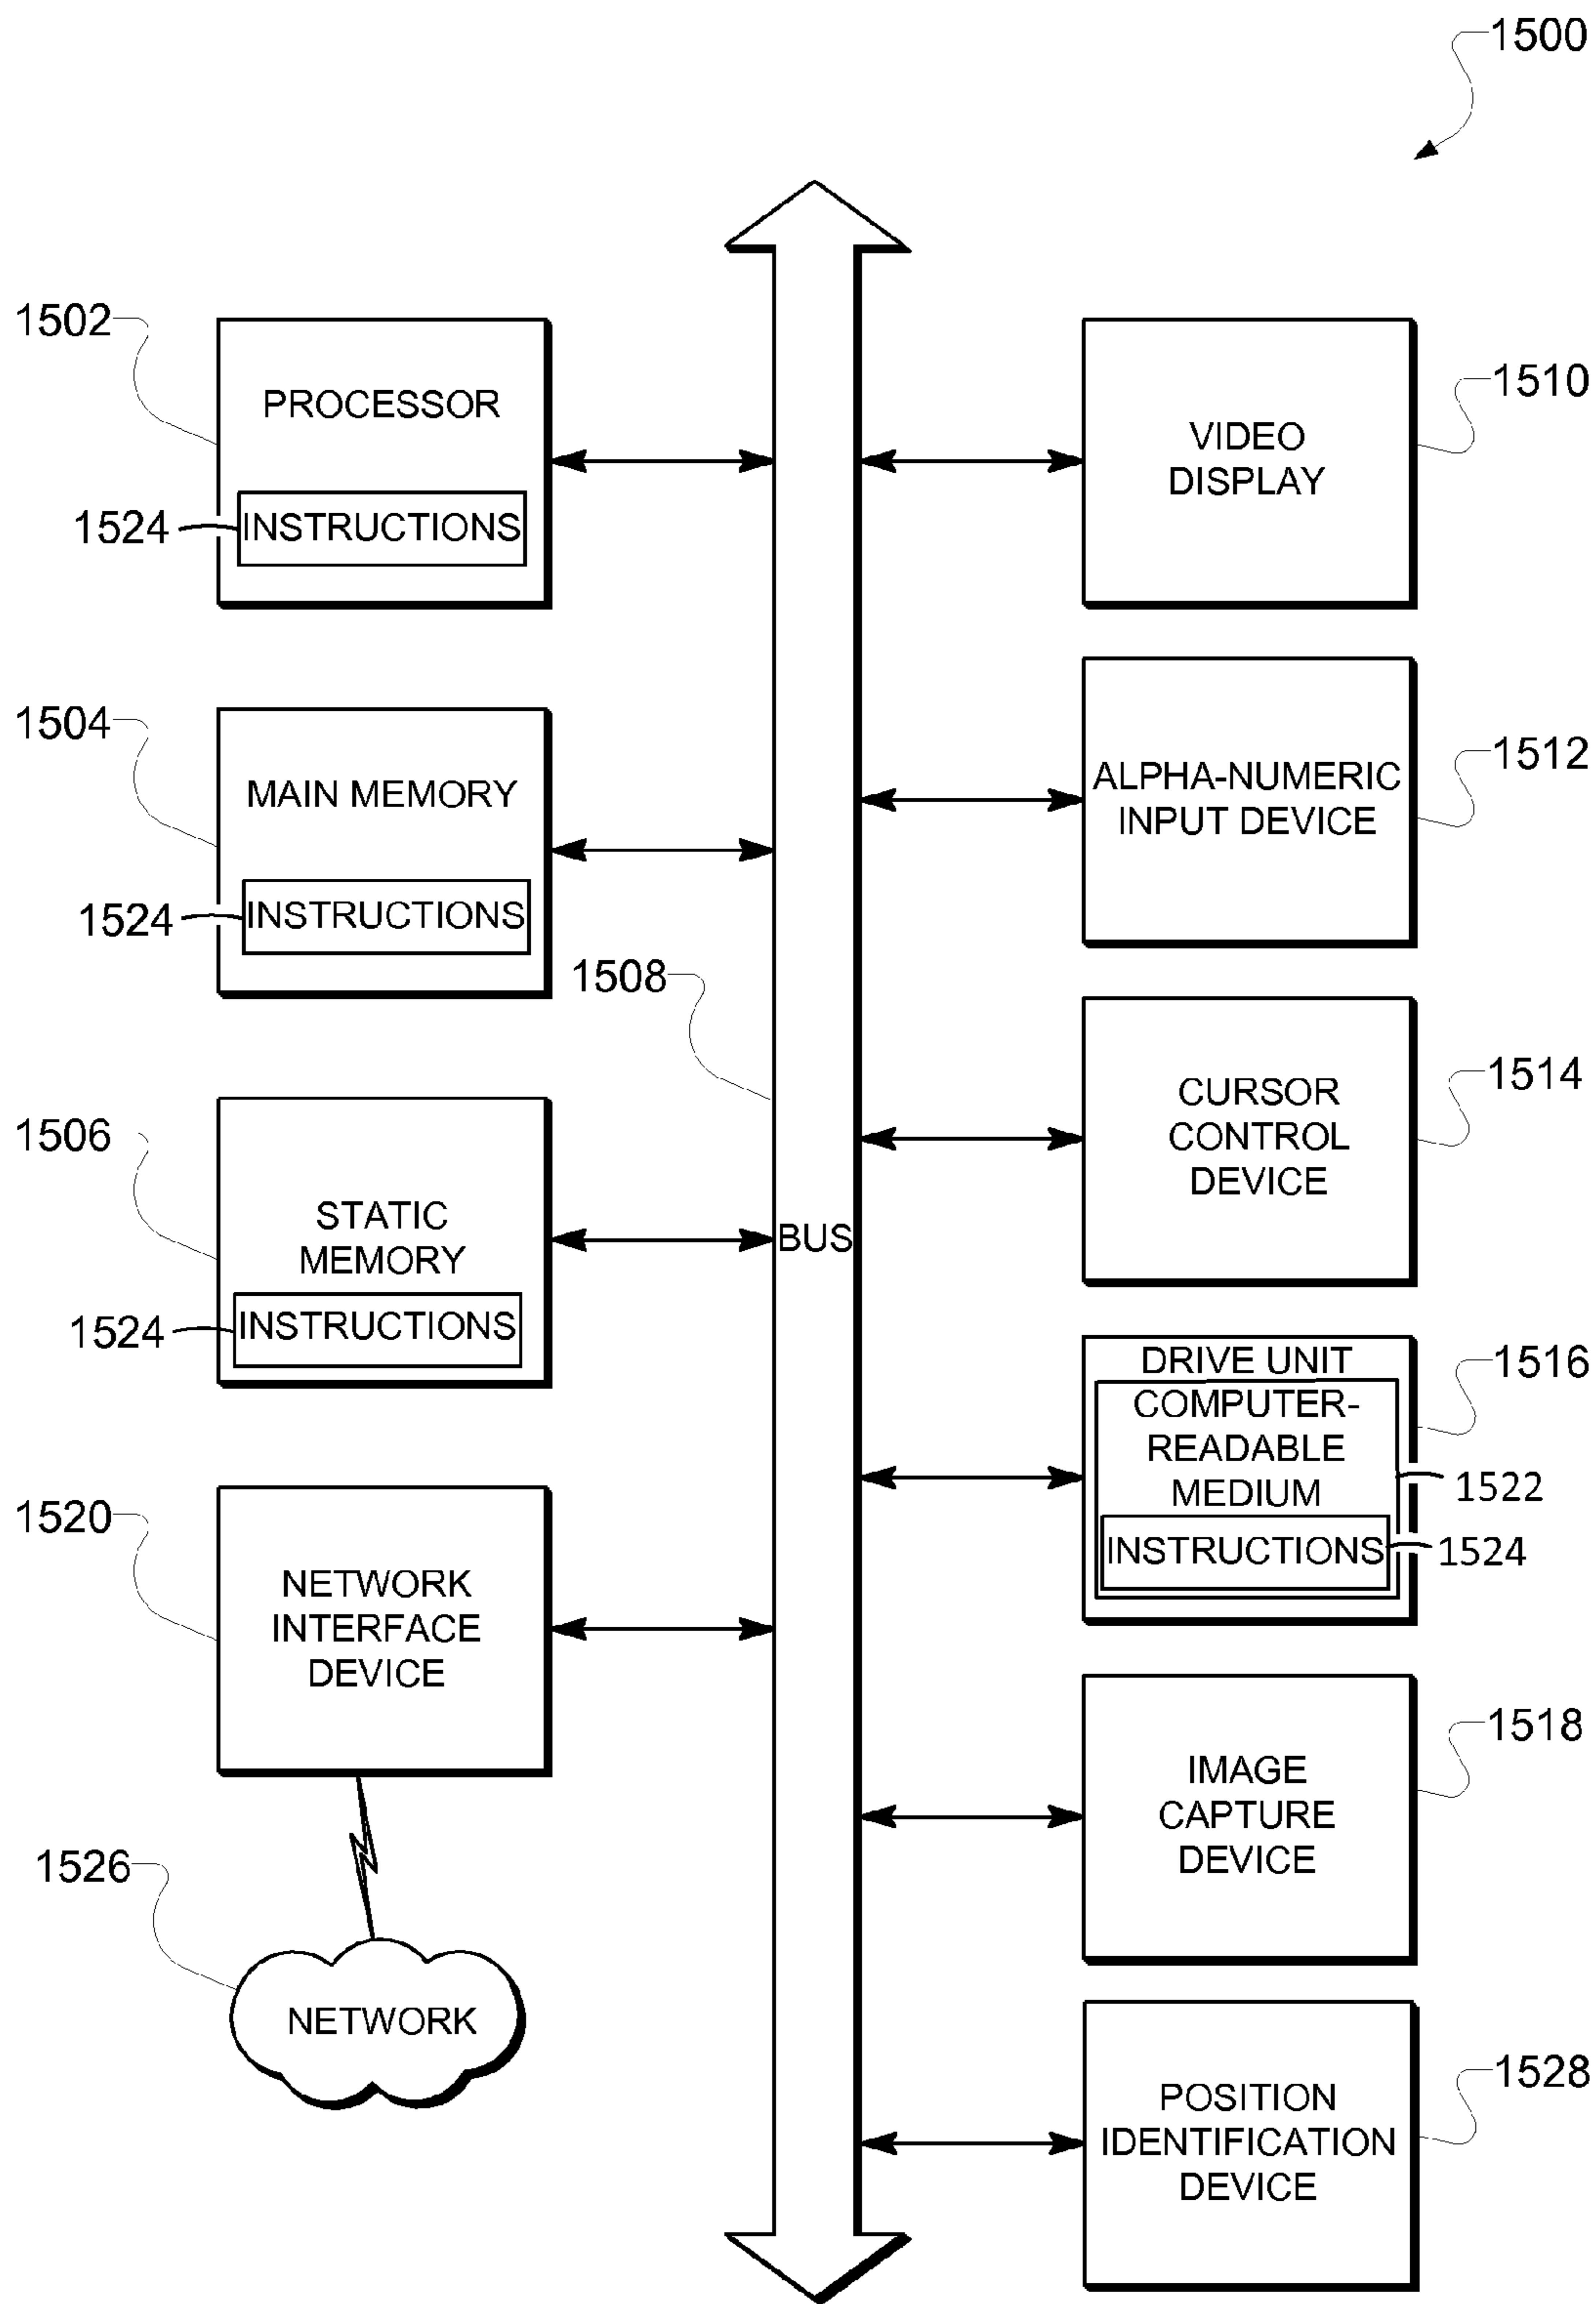 1500
1502
PROCESSOR
1524
INSTRUCTIONS
1504
MAIN MEMORY
1524
INSTRUCTIONS
1508
1506
STATIC
MEMORY
1524
INSTRUCTIONS
BUS
1520
NETWORK
INTERFACE
DEVICE
1526
NETWORK
VIDEO
DISPLAY
1510
ALPHA-NUMERIC
INPUT DEVICE
1512
CURSOR
CONTROL
DEVICE
1514
DRIVE UNIT
1516
COMPUTER-
READABLE
MEDIUM
1522
INSTRUCTIONS
1524
IMAGE
CAPTURE
DEVICE
1518
POSITION
IDENTIFICATION
DEVICE
1528